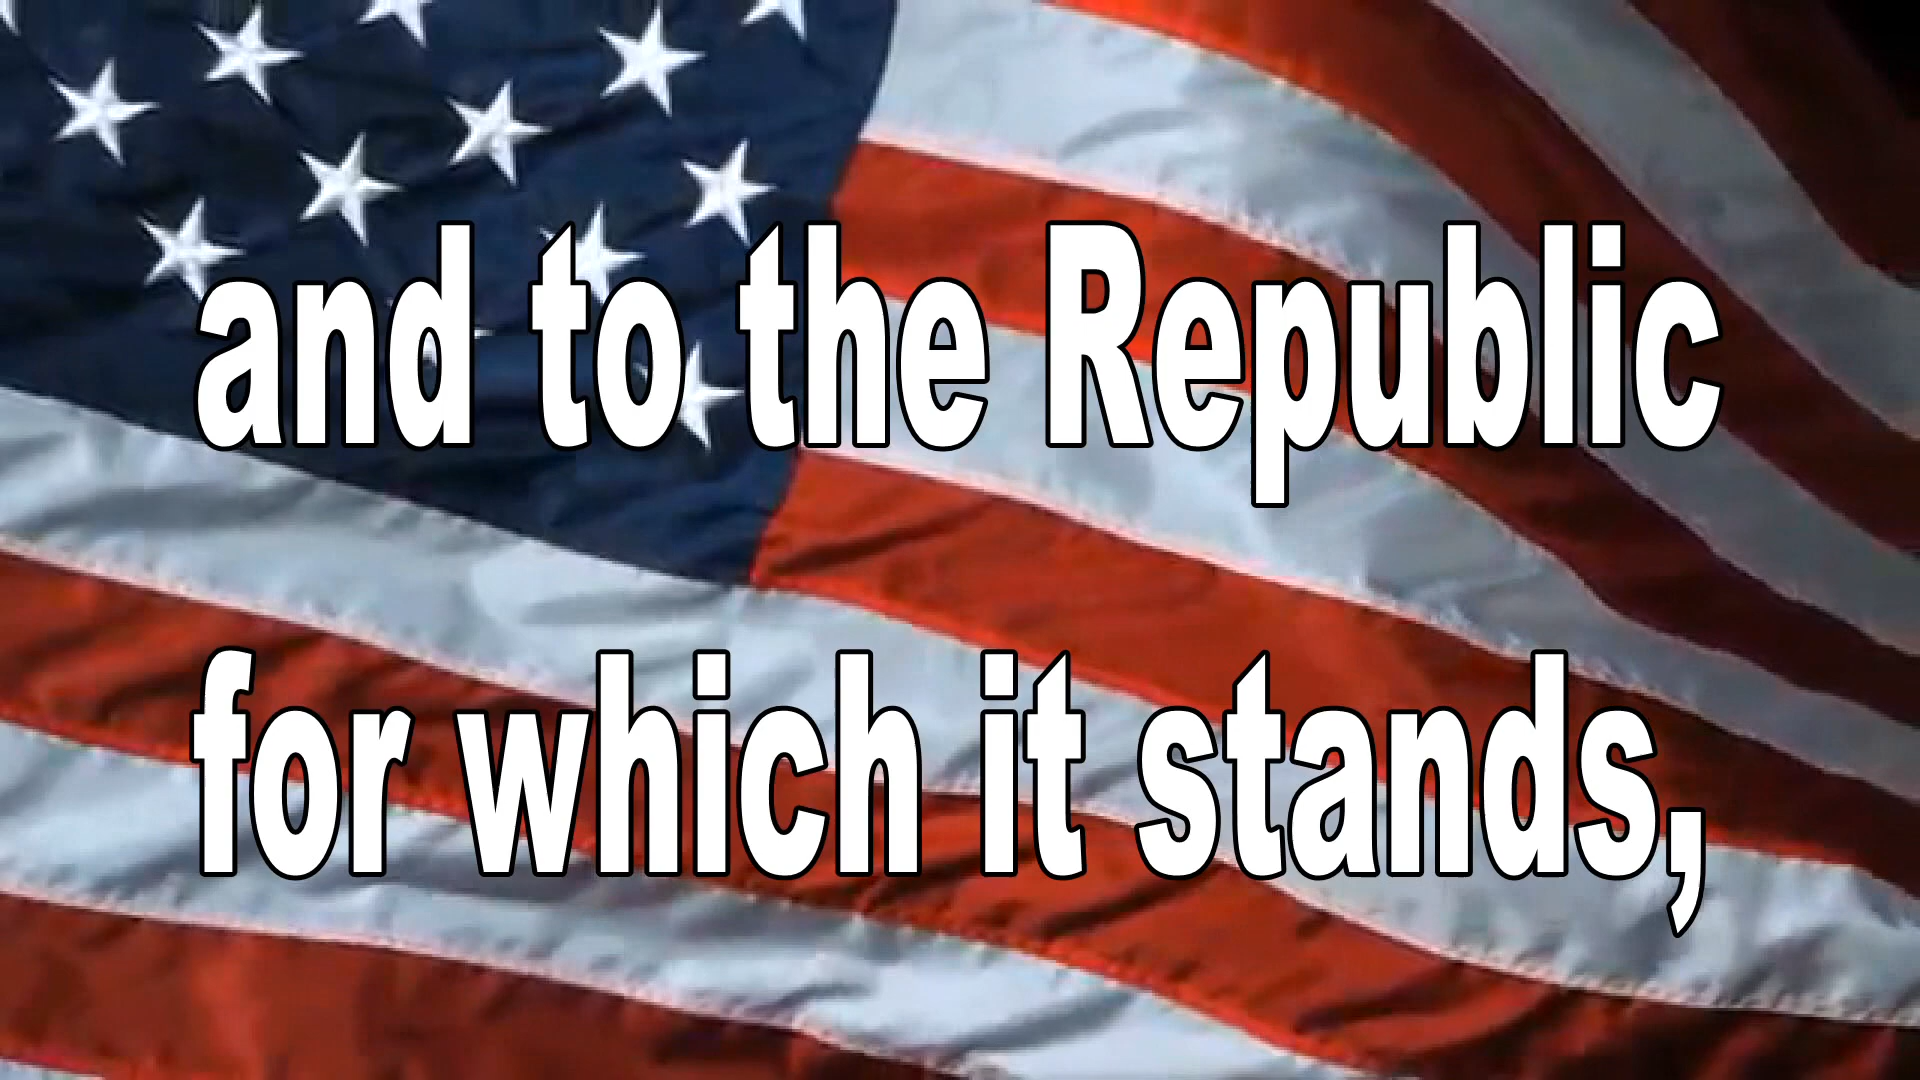 and to the Republic
for which it stands,